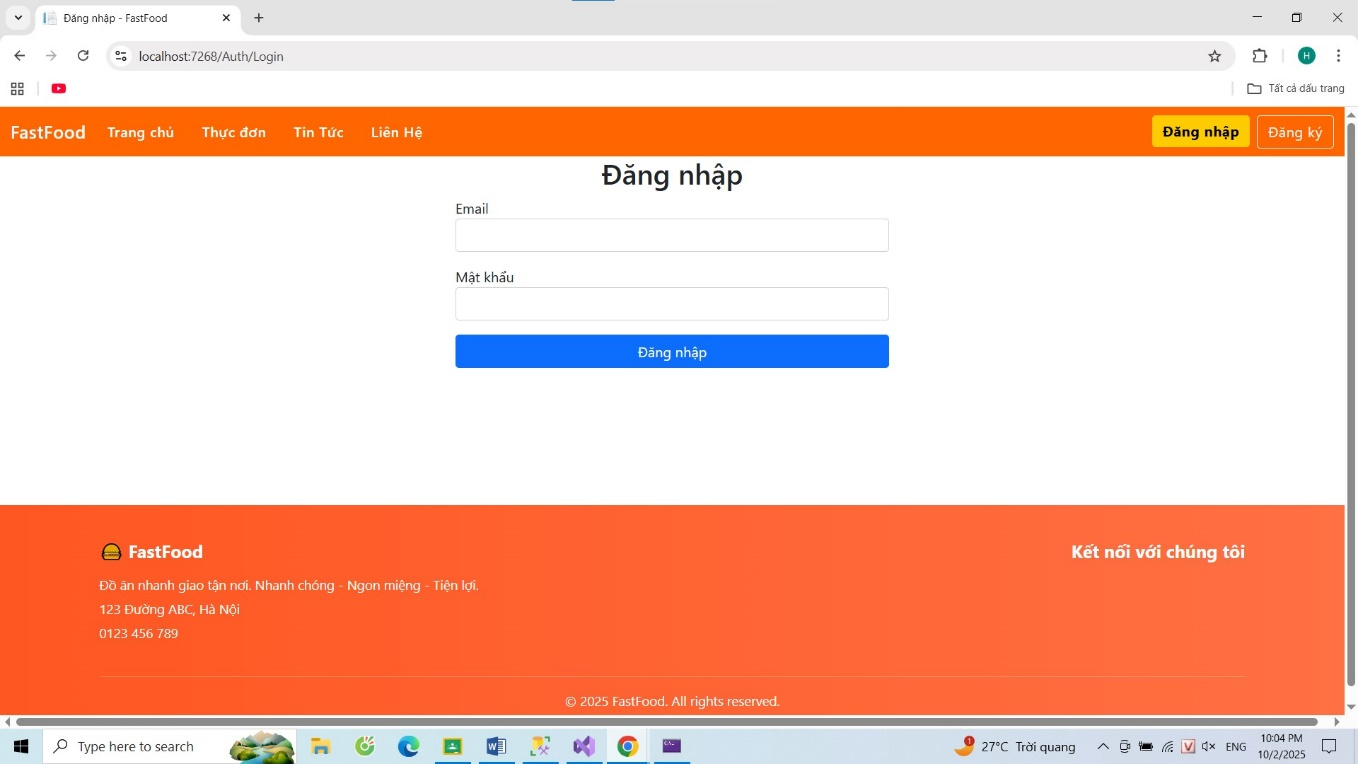 Đăng nhập - FastFood
localhost:7268/Auth/Login
H
Tất cả dấu trang
FastFood Trang chủ Thực đơn Tin Tức Liên Hệ Đăng nhập Đăng ký
Đăng nhập
Email
Mật khẩu
Đăng nhập
FastFood Kết nối với chúng tôi
Đồ ăn nhanh giao tận nơi. Nhanh chóng - Ngon miệng - Tiện lợi.
123 Đường ABC, Hà Nội
0123 456 789
© 2025 FastFood. All rights reserved.
Type here to search 1 27°C Trời quang V ENG 10:04 PM
10/2/2025